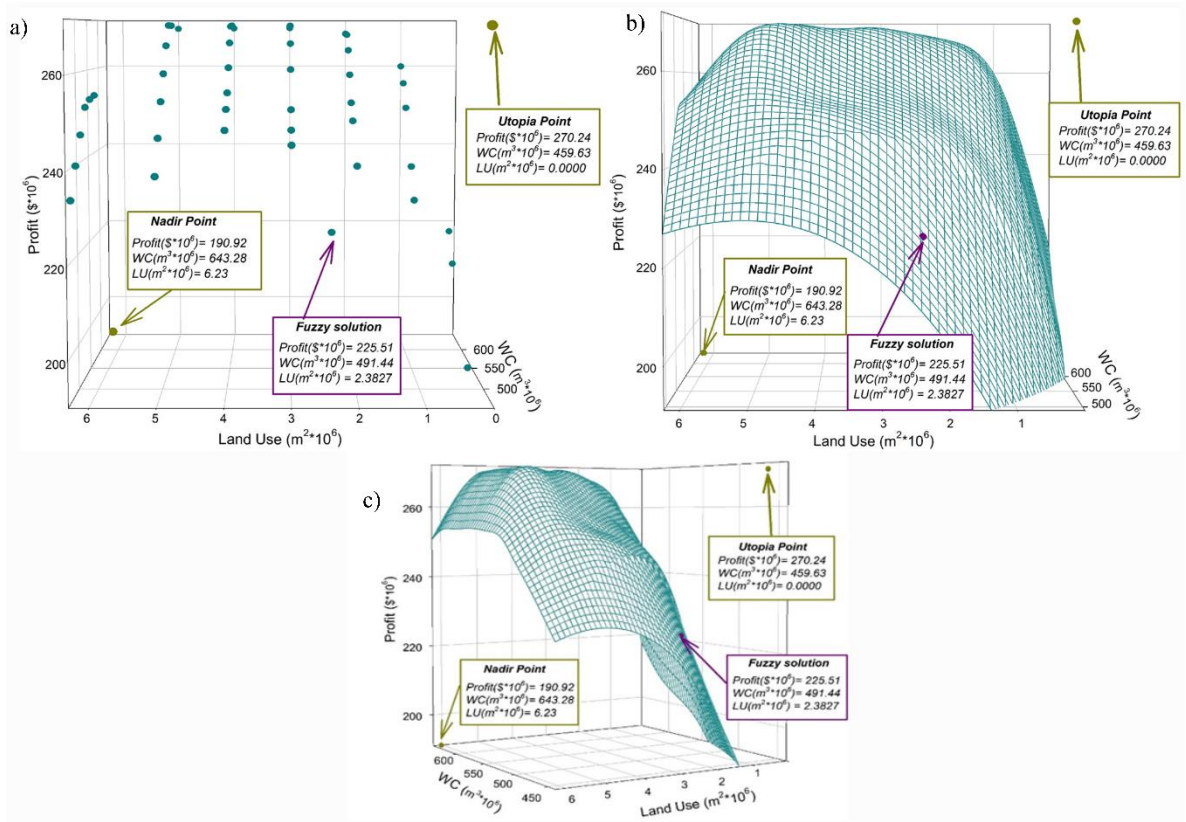 a)
260
240
220
200
Profit ($*10⁶)
Utopia Point
Profit($*10⁶)= 270.24
WC(m³*10⁶)= 459.63
LU(m²*10⁶)= 0.0000
Nadir Point
Profit($*10⁶)= 190.92
WC(m³*10⁶)= 643.28
LU(m²*10⁶)= 6.23
Fuzzy solution
Profit($*10⁶)= 225.51
WC(m³*10⁶)= 491.44
LU(m²*10⁶)= 2.3827
600
550
500
WC (m³*10⁶)
6 5 4 3 2 1 0
Land Use (m²*10⁶)
b)
260
240
220
200
Profit ($*10⁶)
Utopia Point
Profit($*10⁶)= 270.24
WC(m³*10⁶)= 459.63
LU(m²*10⁶)= 0.0000
Nadir Point
Profit($*10⁶)= 190.92
WC(m³*10⁶)= 643.28
LU(m²*10⁶)= 6.23
Fuzzy solution
Profit($*10⁶)= 225.51
WC(m³*10⁶)= 491.44
LU(m²*10⁶)= 2.3827
600
550
500
WC (m³*10⁶)
6 5 4 3 2 1
Land Use (m²*10⁶)
c)
260
240
220
200
Profit ($*10⁶)
Utopia Point
Profit($*10⁶)= 270.24
WC(m³*10⁶)= 459.63
LU(m²*10⁶)= 0.0000
Fuzzy solution
Profit($*10⁶)= 225.51
WC(m³*10⁶)= 491.44
LU(m²*10⁶)= 2.3827
Nadir Point
Profit($*10⁶)= 190.92
WC(m³*10⁶)= 643.28
LU(m²*10⁶)= 6.23
600
550
500
450
WC (m³*10⁶)
6 5 4 3 2 1
Land Use (m²*10⁶)